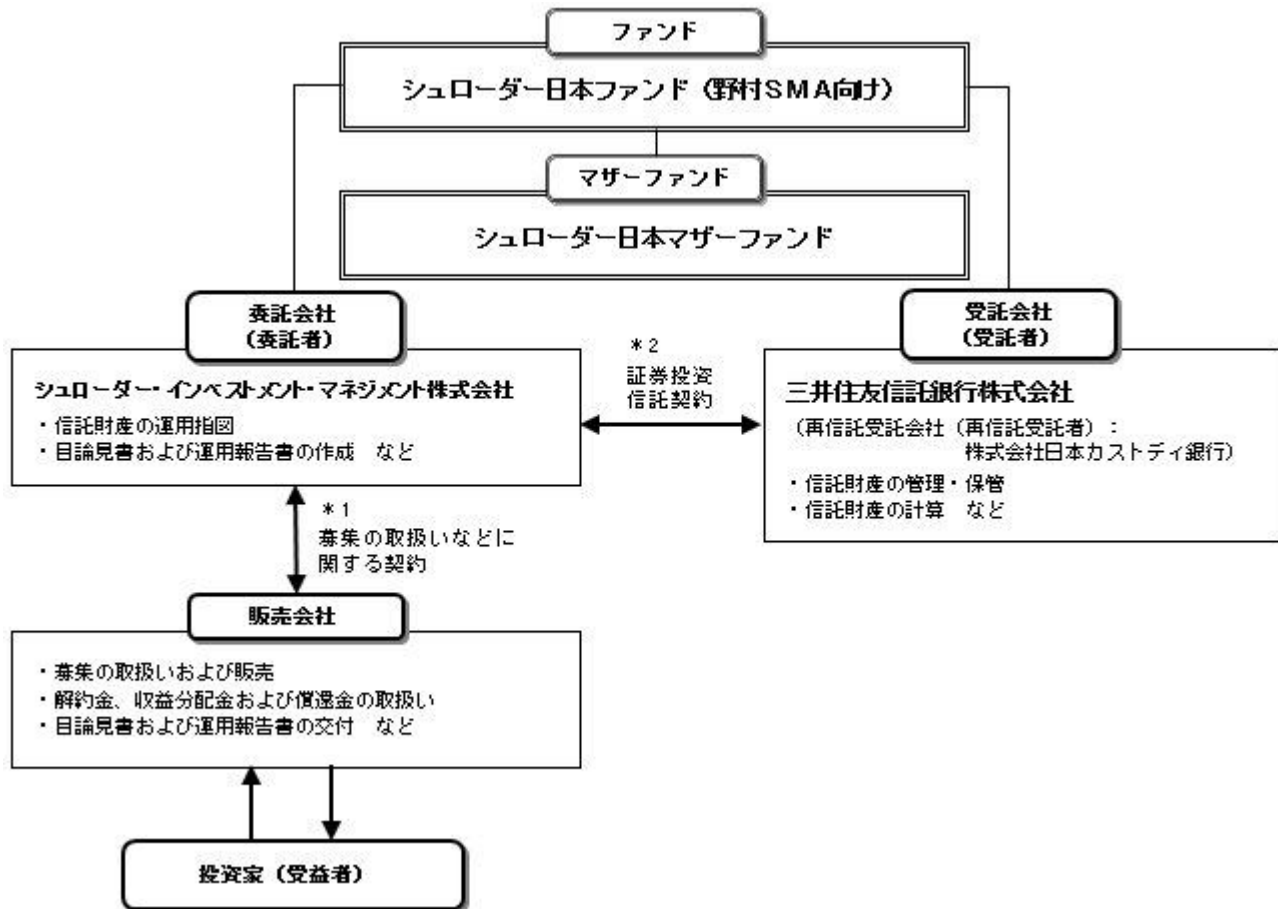 ファンド
シュローダー日本ファンド（野村SMA向け）
マザーファンド
シュローダー日本マザーファンド
委託会社
（委託者）
シュローダー・インベストメント・マネジメント株式会社
・信託財産の運用指図
・目論見書および運用報告書の作成　など
＊2
証券投資
信託契約
受託会社
（受託者）
三井住友信託銀行株式会社
（再信託受託会社（再信託受託者）：
株式会社日本カストディ銀行）
・信託財産の管理・保管
・信託財産の計算　など
＊1
募集の取扱いなどに
関する契約
販売会社
・募集の取扱いおよび販売
・解約金、収益分配金および償還金の取扱い
・目論見書および運用報告書の交付　など
投資家（受益者）